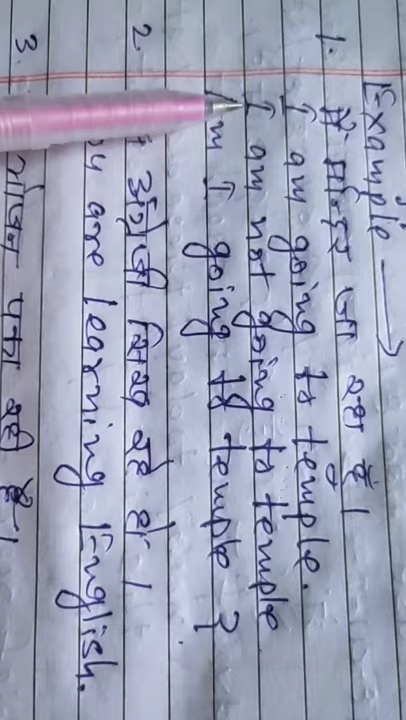 Example →
1. मैं मंदिर जा रहा हूँ।
I am going to temple.
I am not going to temple
Am I going to temple ?
2. अंग्रेजी सिख रहे हो।
are learning English.
3. पका रही है।